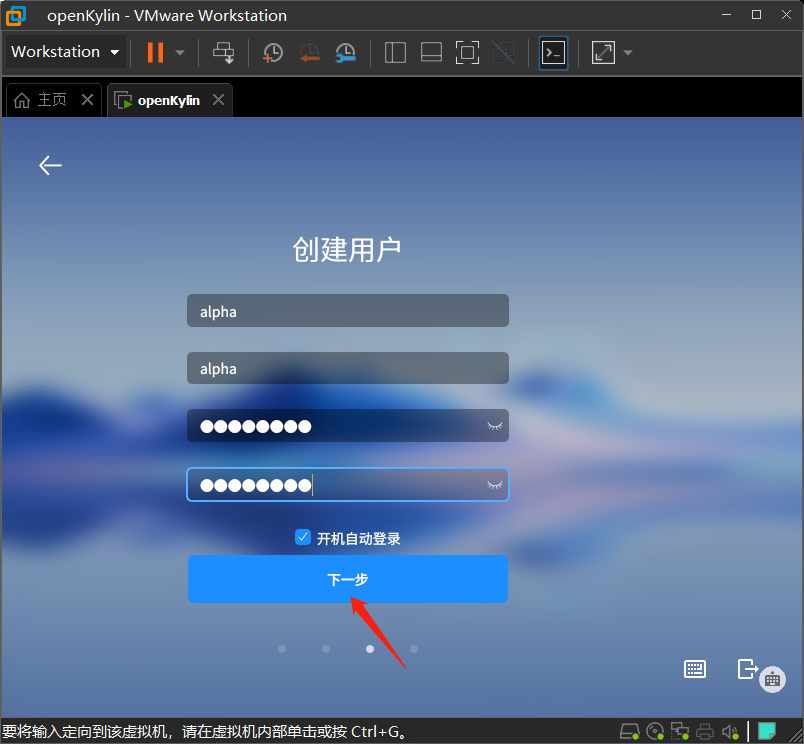 openKylin - VMware Workstation
Workstation
主页
openKylin
创建用户
alpha
alpha
开机自动登录
下一步
要将输入定向到该虚拟机，请在虚拟机内部单击或按 Ctrl+G。